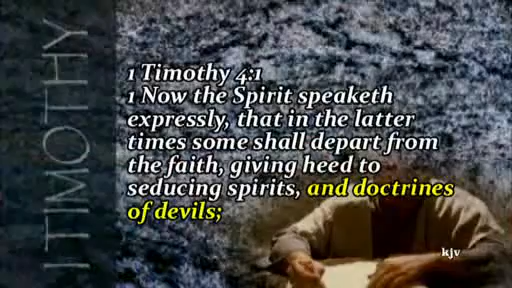 I TIMOTHY
1 Timothy 4:1
1 Now the Spirit speaketh
expressly, that in the latter
times some shall depart from
the faith, giving heed to
seducing spirits, and doctrines
of devils;
kjv